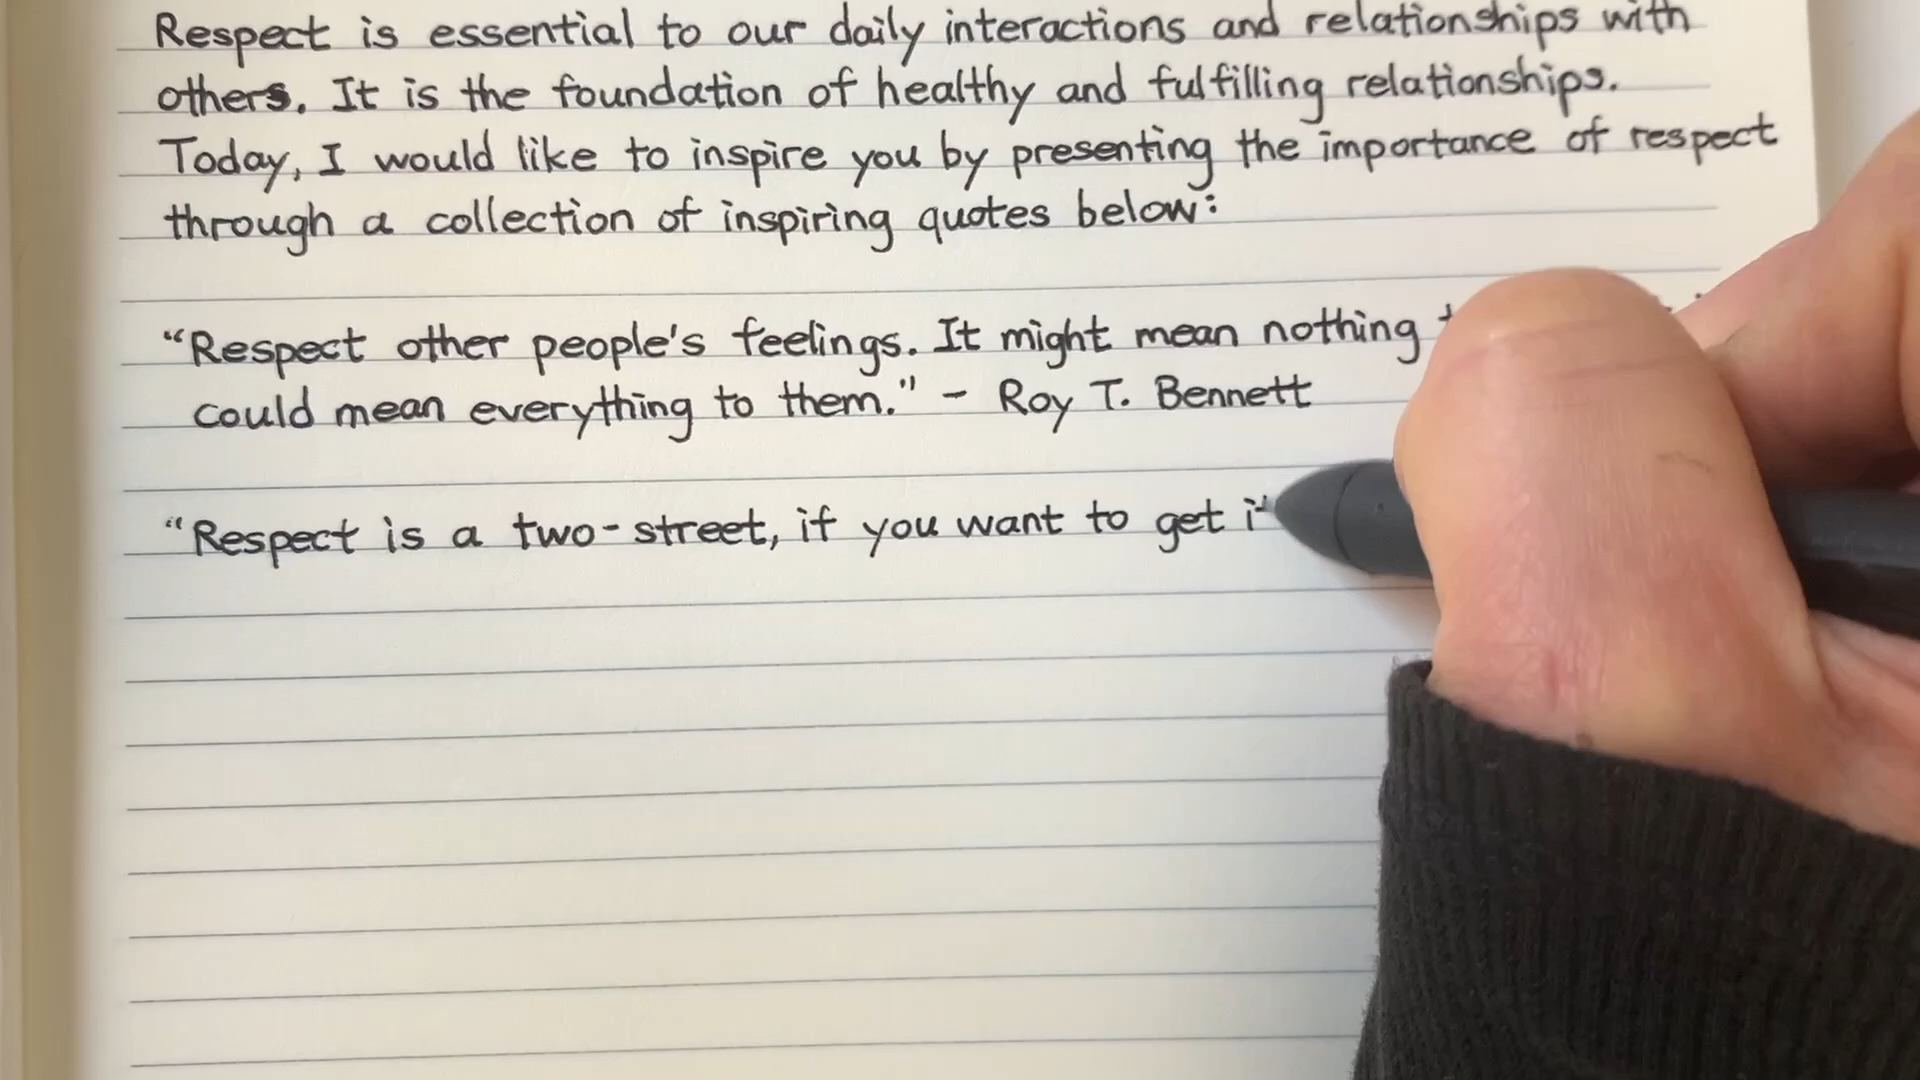 Respect is essential to our daily interactions and relationships with
others. It is the foundation of healthy and fulfilling relationships.
Today, I would like to inspire you by presenting the importance of respect
through a collection of inspiring quotes below:
"Respect other people's feelings. It might mean nothing
could mean everything to them." - Roy T. Bennett
"Respect is a two-street, if you want to get it